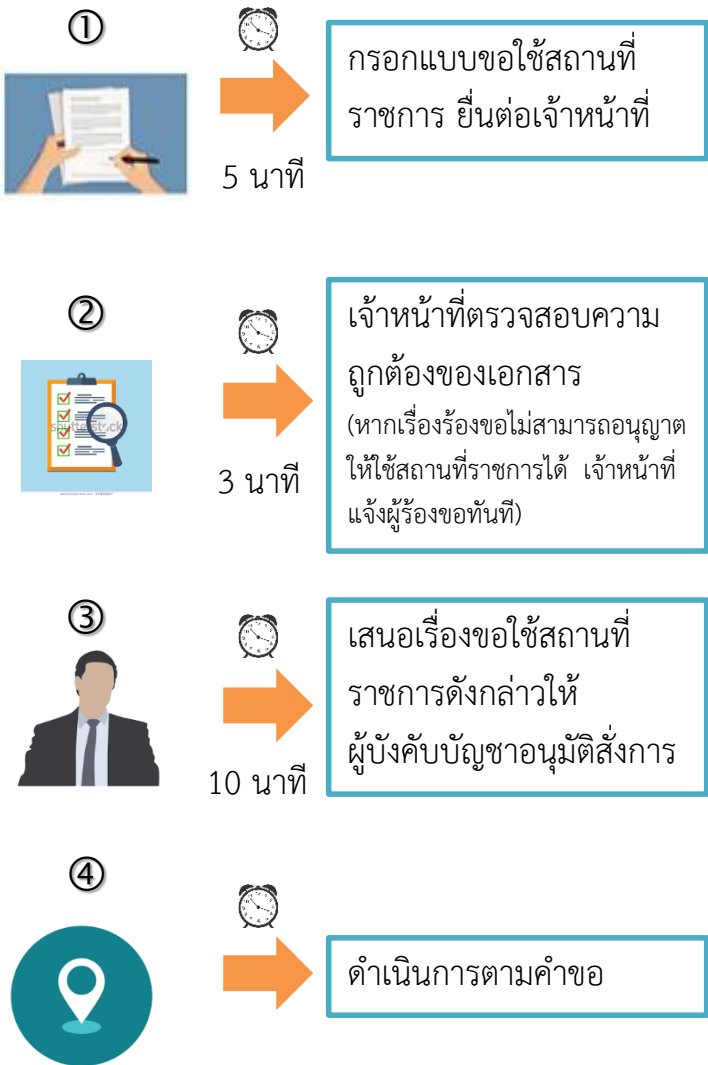 ①
กรอกแบบขอใช้สถานที่
ราชการ ยื่นต่อเจ้าหน้าที่
5 นาที
②
เจ้าหน้าที่ตรวจสอบความ
ถูกต้องของเอกสาร
(หากเรื่องร้องขอไม่สามารถอนุญาต
ให้ใช้สถานที่ราชการได้ เจ้าหน้าที่
แจ้งผู้ร้องขอทันที)
3 นาที
shutterstock
③
เสนอเรื่องขอใช้สถานที่
ราชการดังกล่าวให้
ผู้บังคับบัญชาอนุมัติสั่งการ
10 นาที
④
ดำเนินการตามคำขอ